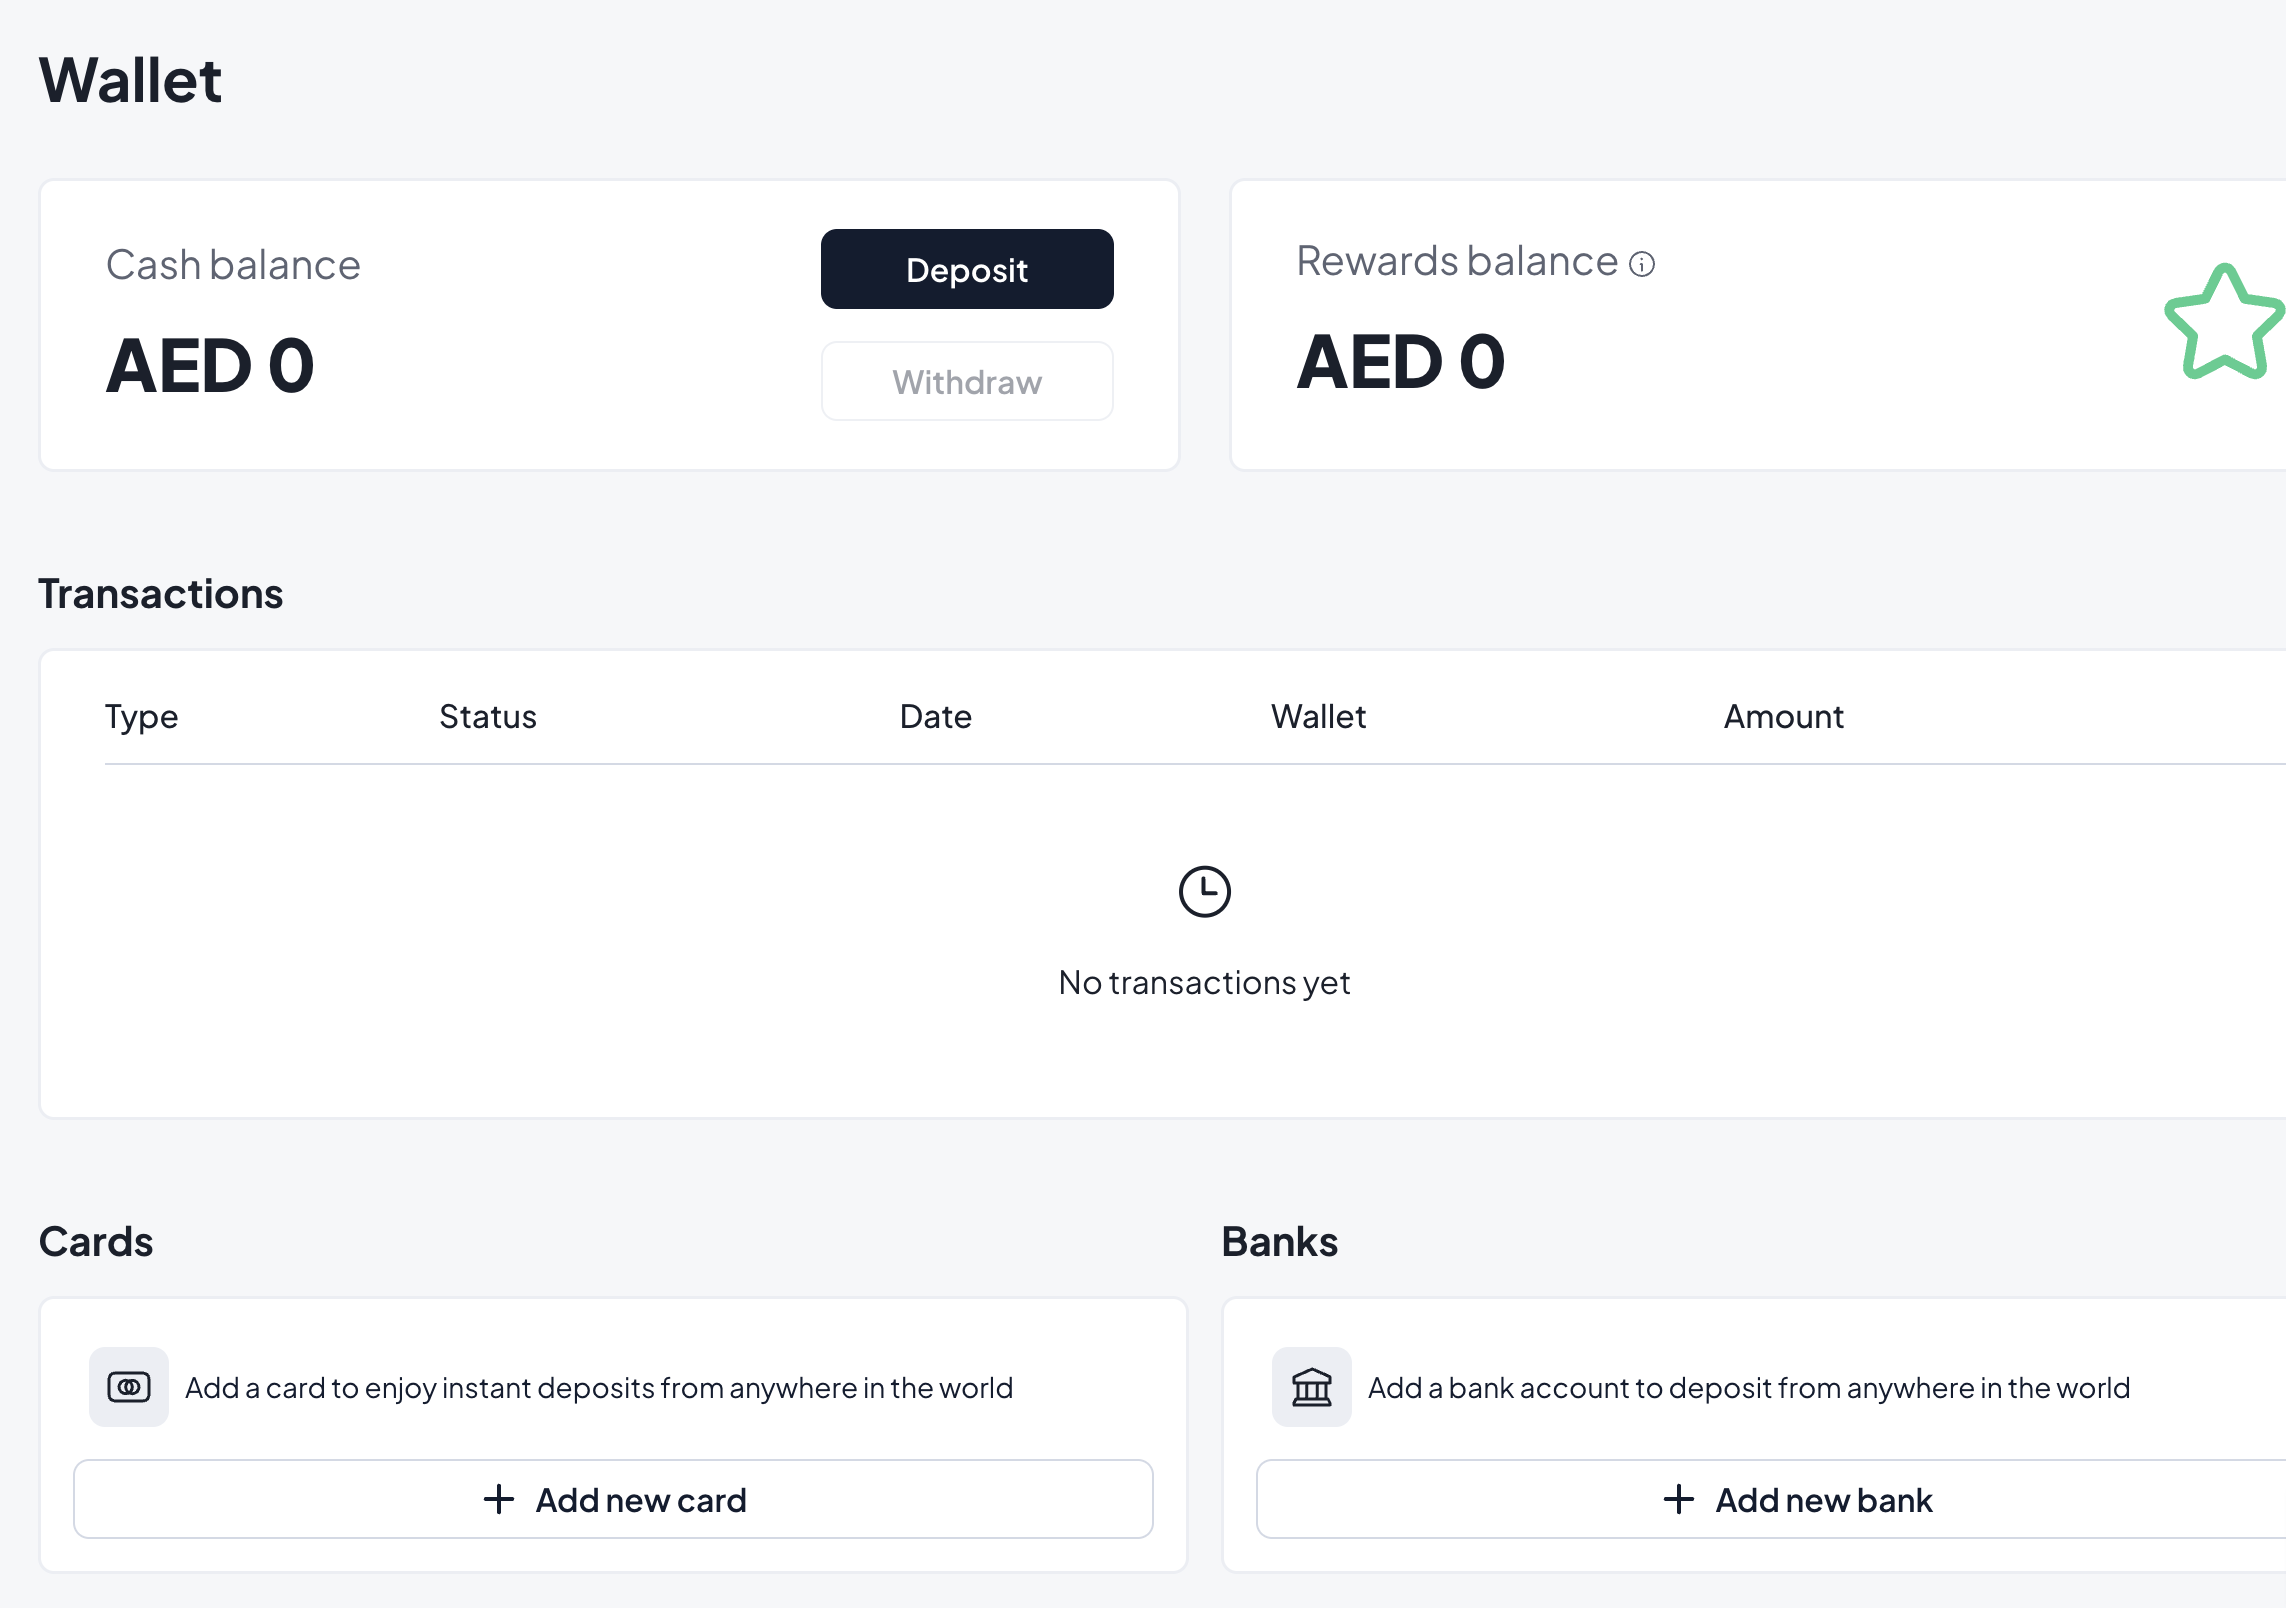 Wallet
Cash balance
AED 0
Deposit
Withdraw
Rewards balance
AED 0
Transactions
Type Status Date Wallet Amount
No transactions yet
Cards
Add a card to enjoy instant deposits from anywhere in the world
Add new card
Banks
Add a bank account to deposit from anywhere in the world
Add new bank